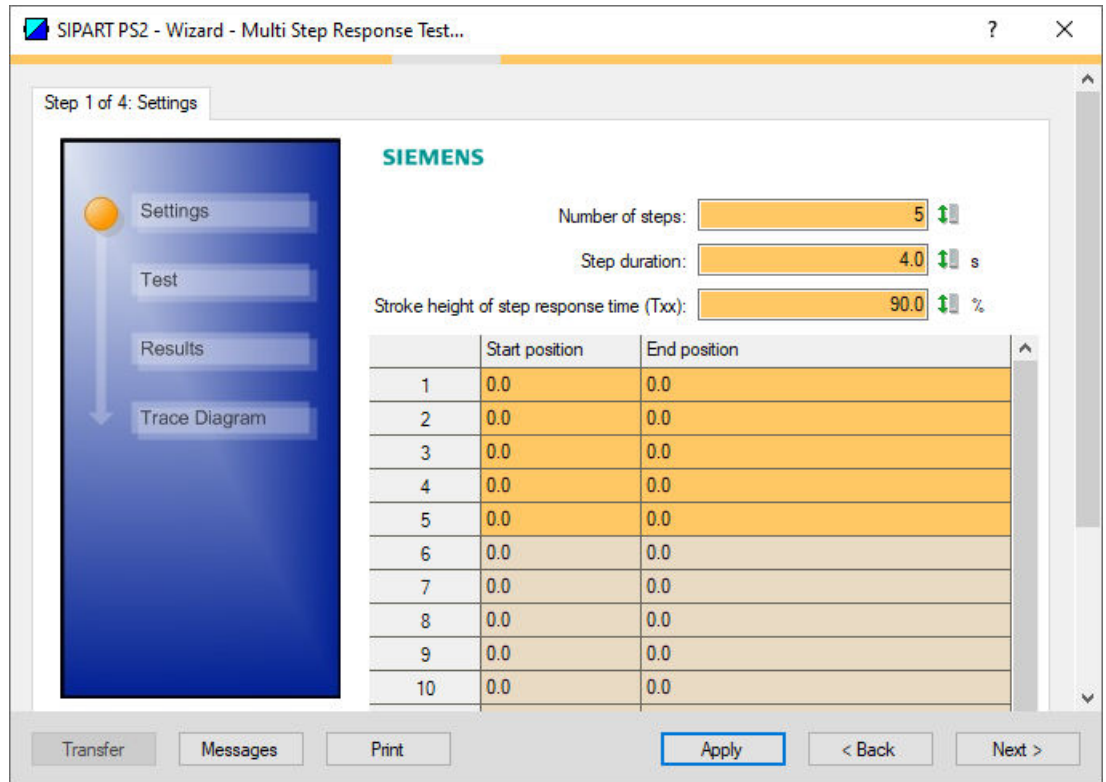 SIPART PS2 - Wizard - Multi Step Response Test...
?
Step 1 of 4: Settings
Settings
Test
Results
Trace Diagram
SIEMENS
Number of steps: 5
Step duration: 4.0 s
Stroke height of step response time (Txx): 90.0 %
Start position End position
1 0.0 0.0
2 0.0 0.0
3 0.0 0.0
4 0.0 0.0
5 0.0 0.0
6 0.0 0.0
7 0.0 0.0
8 0.0 0.0
9 0.0 0.0
10 0.0 0.0
Transfer Messages Print Apply < Back Next >